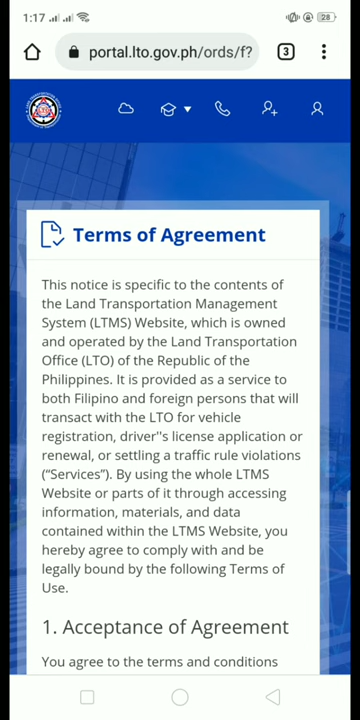 1:17
28
portal.lto.gov.ph/ords/f?
3
LTO
Terms of Agreement
This notice is specific to the contents of
the Land Transportation Management
System (LTMS) Website, which is owned
and operated by the Land Transportation
Office (LTO) of the Republic of the
Philippines. It is provided as a service to
both Filipino and foreign persons that will
transact with the LTO for vehicle
registration, driver"s license application or
renewal, or settling a traffic rule violations
(“Services”). By using the whole LTMS
Website or parts of it through accessing
information, materials, and data
contained within the LTMS Website, you
hereby agree to comply with and be
legally bound by the following Terms of
Use.
1. Acceptance of Agreement
You agree to the terms and conditions